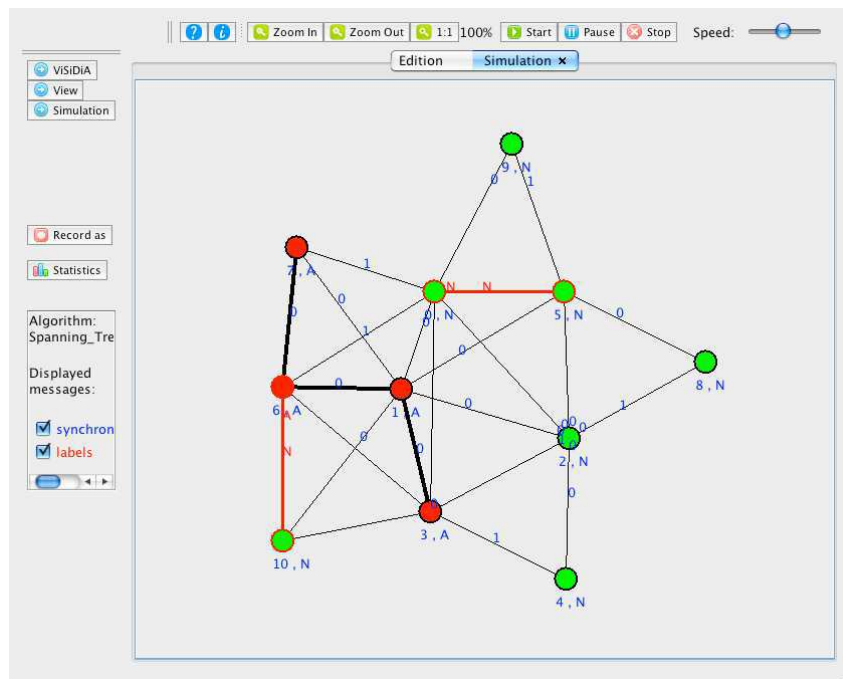 Zoom In Zoom Out 1:1 100% Start Pause Stop Speed:
Edition Simulation ×
ViSiDiA
View
Simulation
Record as
Statistics
Algorithm:
Spanning_Tre
Displayed
messages:
synchron
labels
9 , N
0 1
7 , A
1
0
0
1
0 , N
0
N N
5 , N
0
8 , N
0
1
6 , A
A
0
1 , A
0
N
0
0
2 , N
0
3 , A
1
10 , N
4 , N